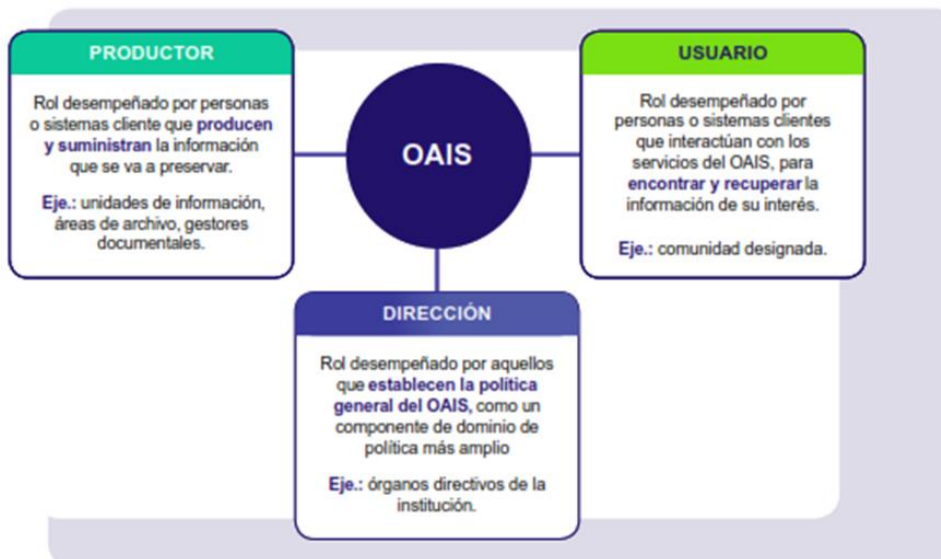 PRODUCTOR
Rol desempeñado por personas
o sistemas cliente que producen
y suministran la información
que se va a preservar.
Eje.: unidades de información,
áreas de archivo, gestores
documentales.
OAIS
USUARIO
Rol desempeñado por
personas o sistemas clientes
que interactúan con los
servicios del OAIS, para
encontrar y recuperar la
información de su interés.
Eje.: comunidad designada.
DIRECCIÓN
Rol desempeñado por aquellos
que establecen la política
general del OAIS, como un
componente de dominio de
política más amplio
Eje.: órganos directivos de la
institución.